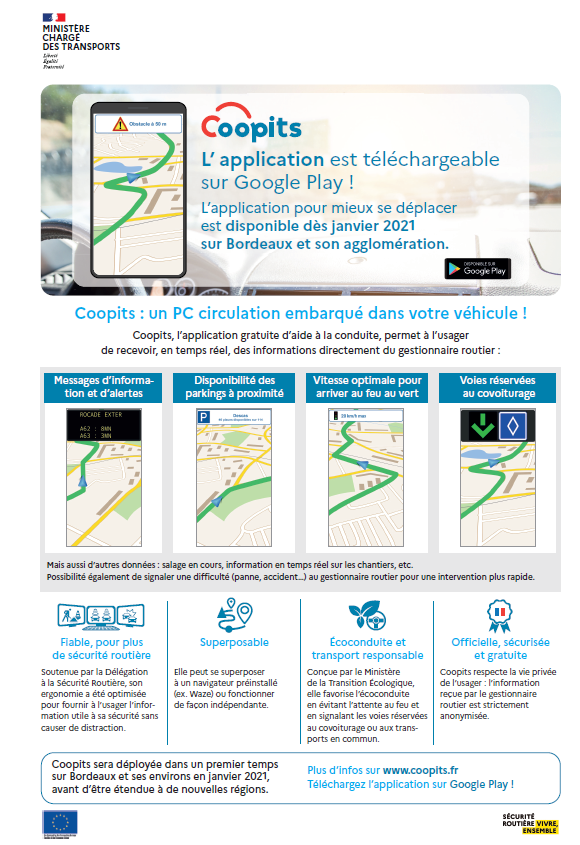 MINISTÈRE
CHARGÉ
DES TRANSPORTS
Liberté
Égalité
Fraternité
Obstacle à 50 m
Coopits
L'application est téléchargeable
sur Google Play !
L'application pour mieux se déplacer
est disponible dès janvier 2021
sur Bordeaux et son agglomération.
DISPONIBLE SUR
Google Play
Coopits : un PC circulation embarqué dans votre véhicule !
Coopits, l'application gratuite d'aide à la conduite, permet à l'usager
de recevoir, en temps réel, des informations directement du gestionnaire routier :
Messages d'informa-
tion et d'alertes
ROCADE EXTER
A62 : 8MN
A63 : 3MN
Disponibilité des
parkings à proximité
P
Vitesse optimale pour
arriver au feu au vert
20 km/h max
Voies réservées
au covoiturage
Mais aussi d'autres données : salage en cours, information en temps réel sur les chantiers, etc.
Possibilité également de signaler une difficulté (panne, accident...) au gestionnaire routier pour une intervention plus rapide.
Fiable, pour plus
de sécurité routière
Soutenue par la Délégation
à la Sécurité Routière, son
ergonomie a été optimisée
pour fournir à l'usager l'infor-
mation utile à sa sécurité sans
causer de distraction.
Superposable
Elle peut se superposer
à un navigateur préinstallé
(ex. Waze) ou fonctionner
de façon indépendante.
Écoconduite et
transport responsable
Conçue par le Ministère
de la Transition Écologique,
elle favorise l'écoconduite
en évitant l'attente au feu et
en signalant les voies réservées
au covoiturage ou aux trans-
ports en commun.
Officielle, sécurisée
et gratuite
Coopits respecte la vie privée
de l'usager : l'information
reçue par le gestionnaire
routier est strictement
anonymisée.
Coopits sera déployée dans un premier temps
sur Bordeaux et ses environs en janvier 2021,
avant d'être étendue à de nouvelles régions.
Plus d'infos sur www.coopits.fr
Téléchargez l'application sur Google Play !
SÉCURITÉ
ROUTIÈRE VIVRE,
ENSEMBLE